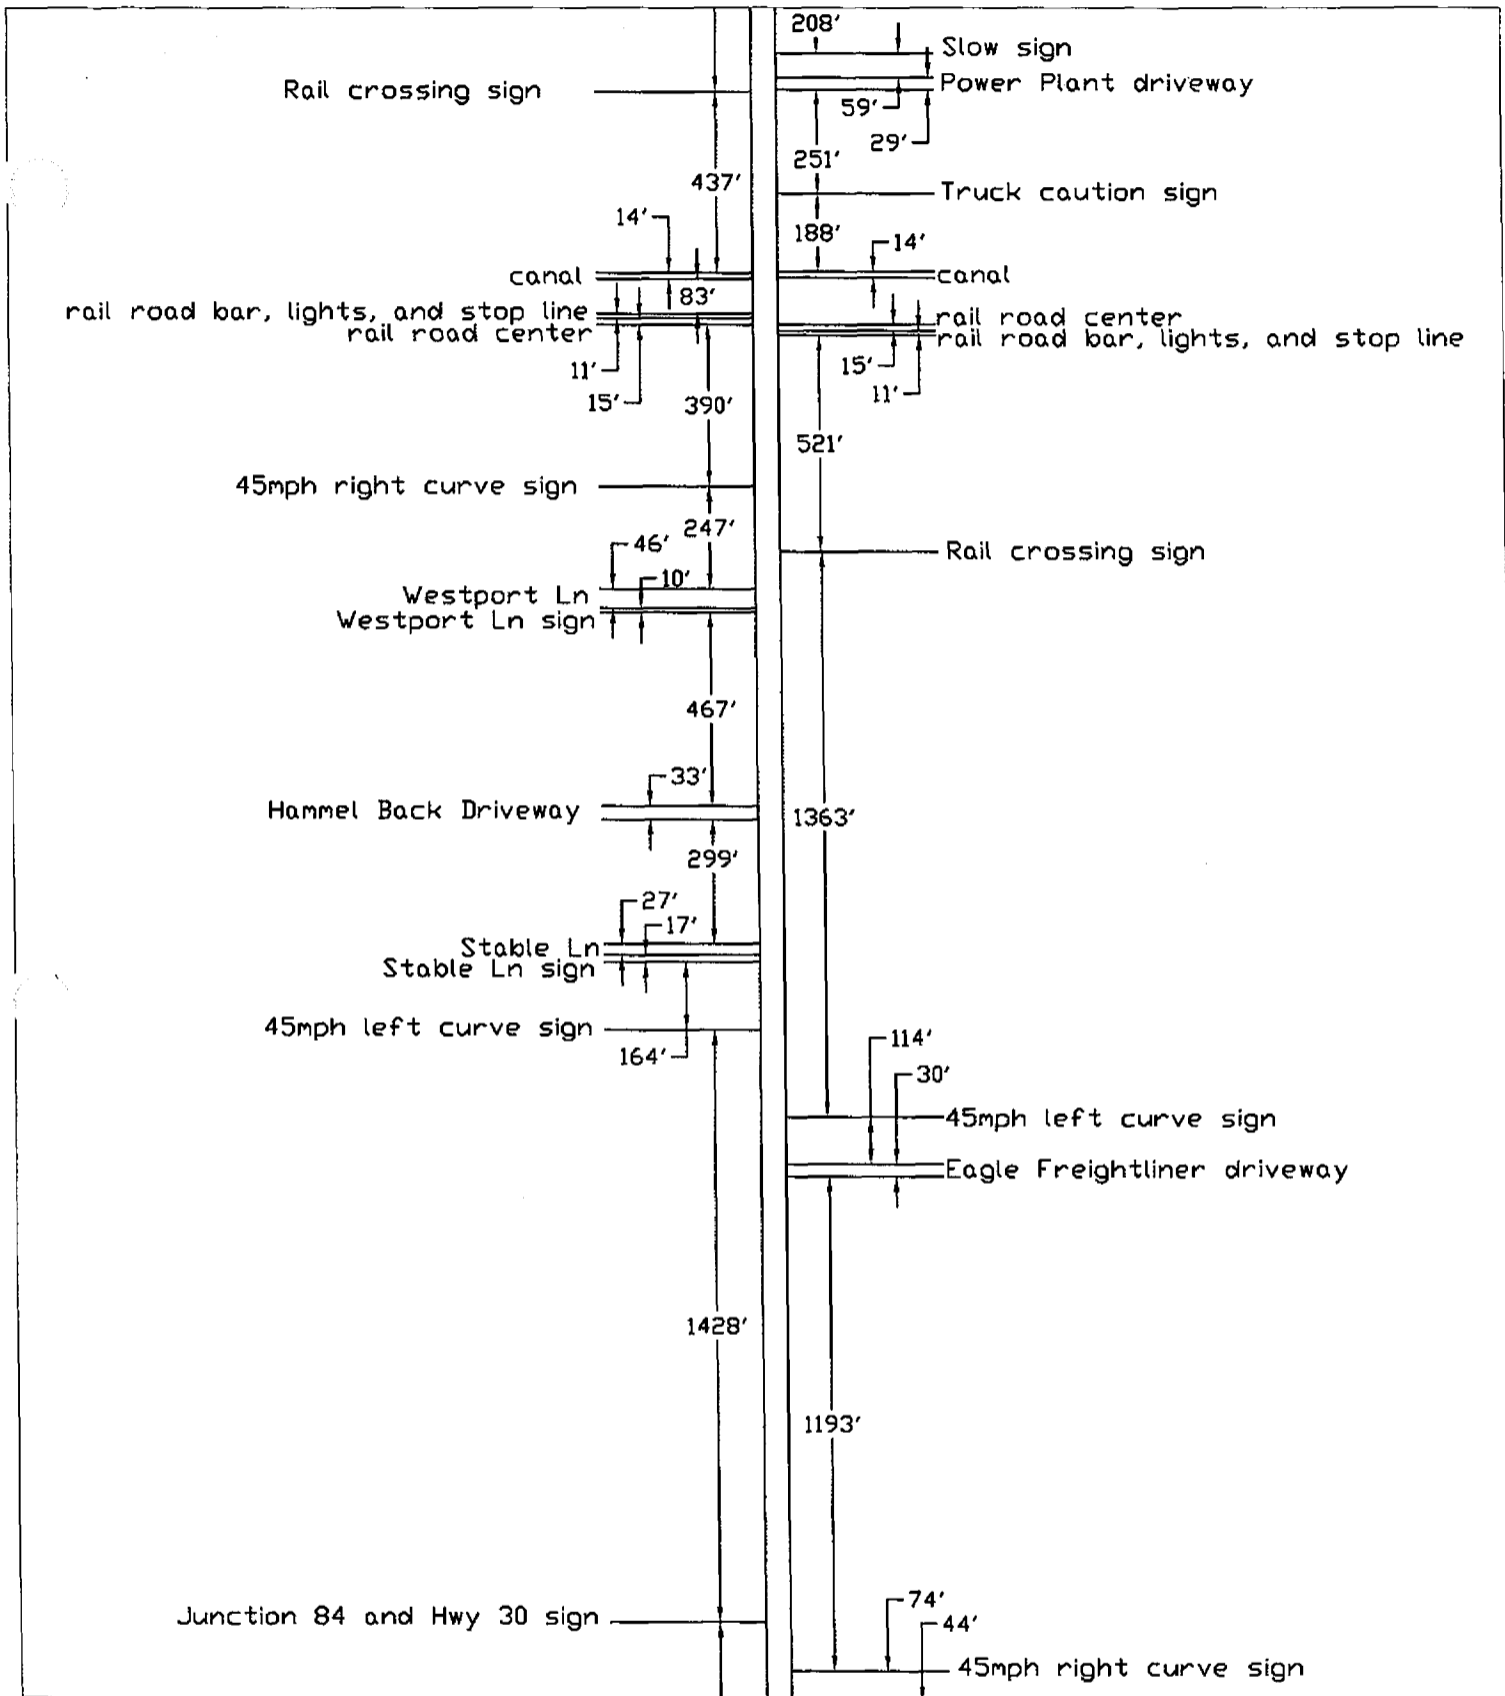 208'
Slow sign
Rail crossing sign
Power Plant driveway
59'
29'
251'
437'
Truck caution sign
14'
188'
14'
canal
canal
83'
rail road bar, lights, and stop line
rail road center
rail road center
rail road bar, lights, and stop line
11'
15'
15'
11'
390'
521'
45mph right curve sign
247'
46'
Rail crossing sign
10'
Westport Ln
Westport Ln sign
467'
33'
Hammel Back Driveway
1363'
299'
27'
17'
Stable Ln
Stable Ln sign
45mph left curve sign
114'
164'
30'
45mph left curve sign
Eagle Freightliner driveway
1428'
1193'
74'
Junction 84 and Hwy 30 sign
44'
45mph right curve sign